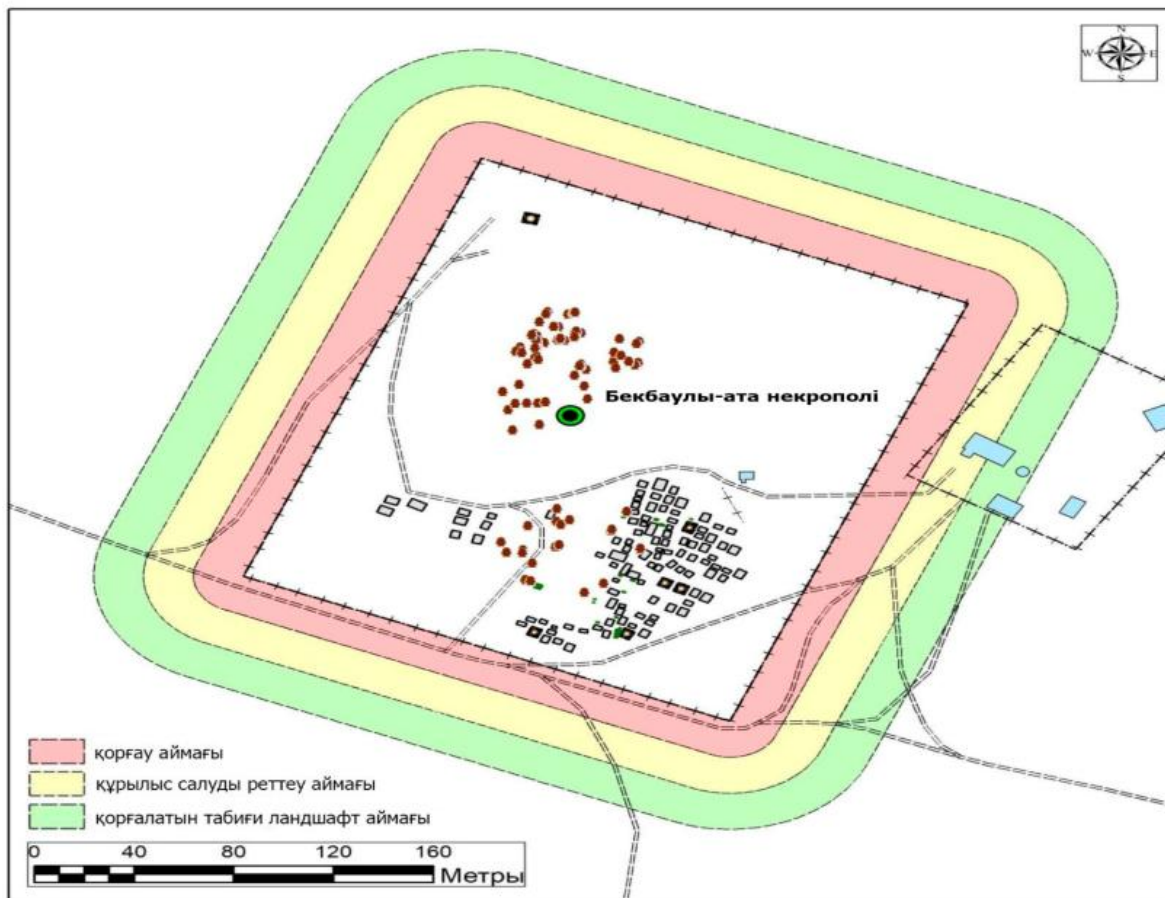 N
W E
S
Бекбаулы-ата некрополі
қорғау аймағы
құрылыс салуды реттеу аймағы
қорғалатын табиғи ландшафт аймағы
0 40 80 120 160
Метры